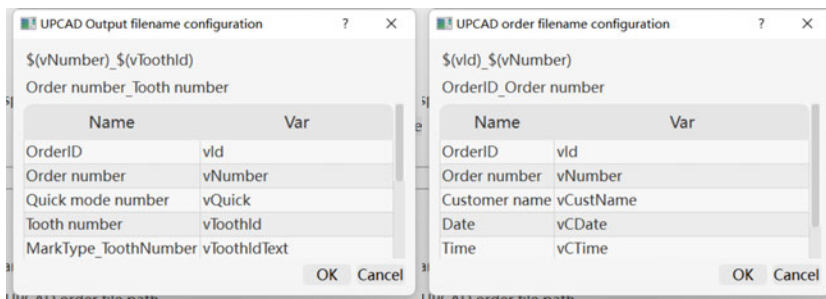 UPCAD Output filename configuration ? ×
$(vNumber)_$(vToothId)
Order number_Tooth number
Name Var
OrderID vId
Order number vNumber
Quick mode number vQuick
Tooth number vToothId
MarkType_ToothNumber vToothIdText
OK Cancel
UPCAD order filename configuration ? ×
$(vId)_$(vNumber)
OrderID_Order number
Name Var
OrderID vId
Order number vNumber
Customer name vCustName
Date vCDate
Time vCTime
OK Cancel